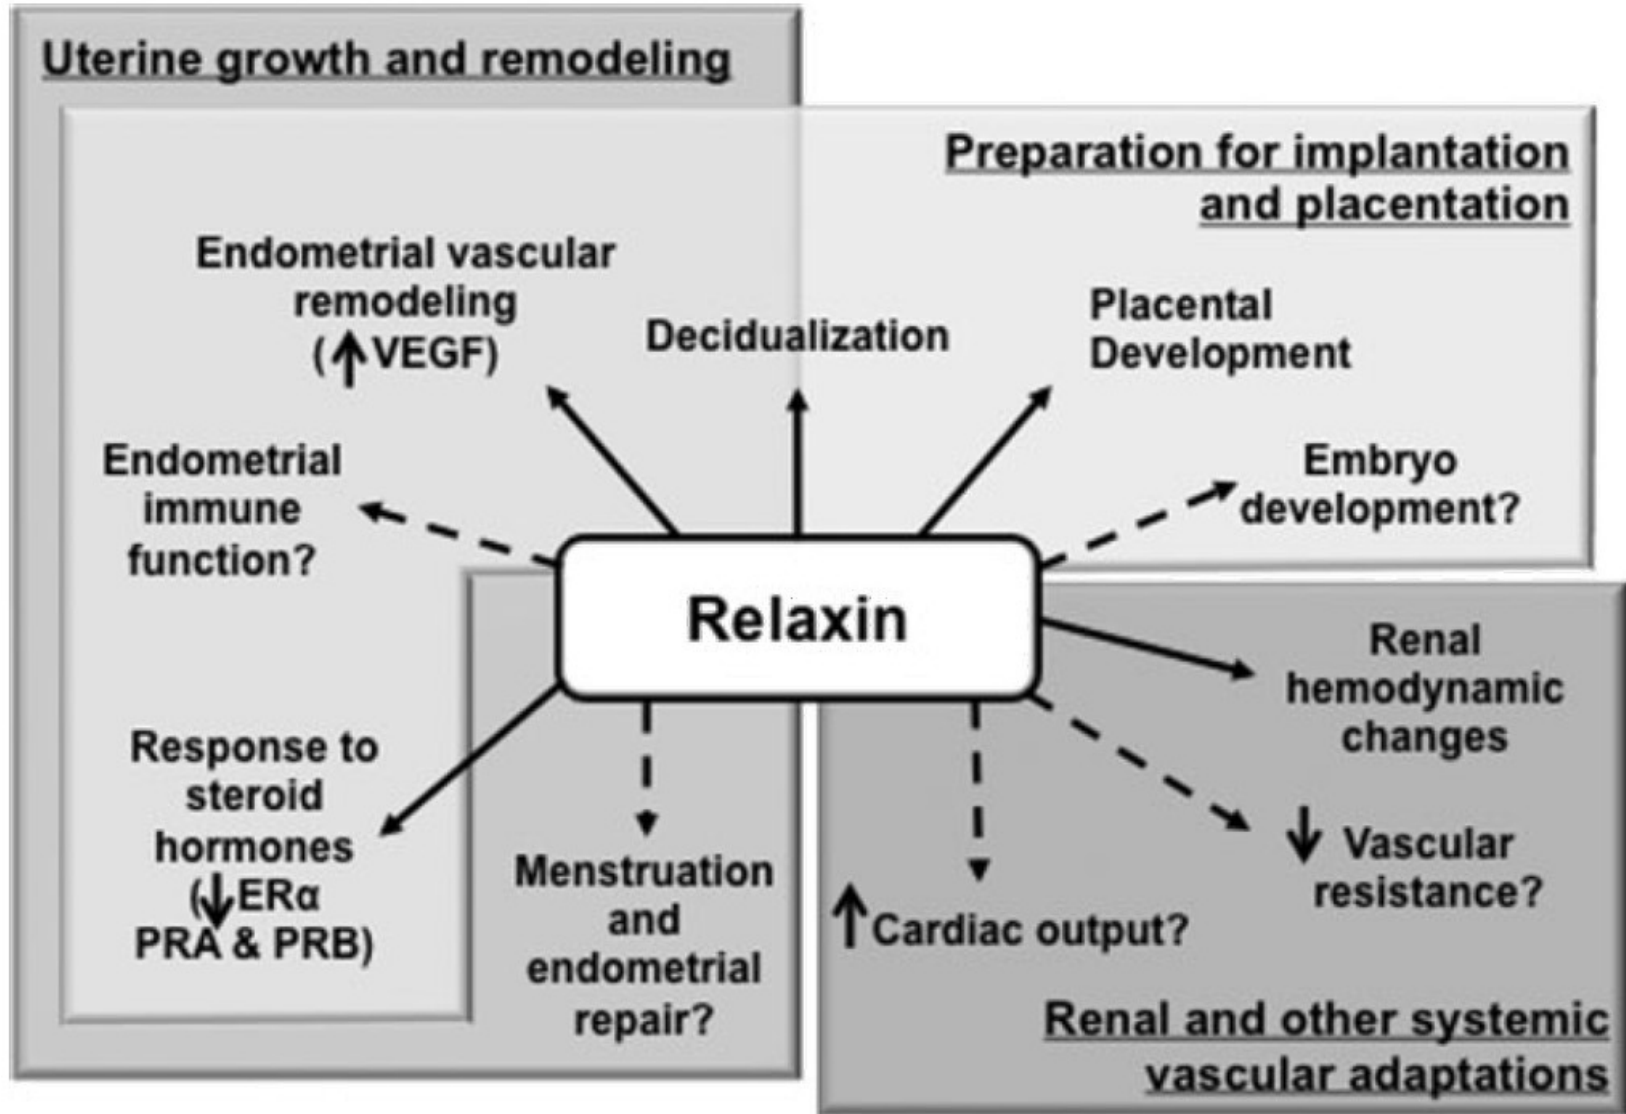 Uterine growth and remodeling
Preparation for implantation
and placentation
Endometrial vascular
remodeling
(↑VEGF)
Decidualization
Placental
Development
Endometrial
immune
function?
Embryo
development?
Relaxin
Renal
hemodynamic
changes
Response to
steroid
hormones
(↓ERα
PRA & PRB)
Menstruation
and
endometrial
repair?
↑Cardiac output?
↓ Vascular
resistance?
Renal and other systemic
vascular adaptations